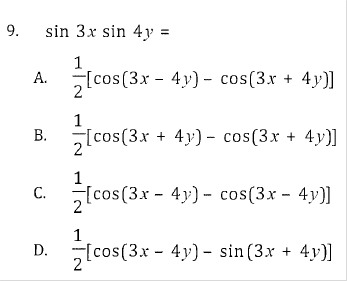 9. sin 3x sin 4y =
A. 1/2[cos(3x - 4y) - cos(3x + 4y)]
B. 1/2[cos(3x + 4y) - cos(3x + 4y)]
C. 1/2[cos(3x - 4y) - cos(3x - 4y)]
D. 1/2[cos(3x - 4y) - sin(3x + 4y)]